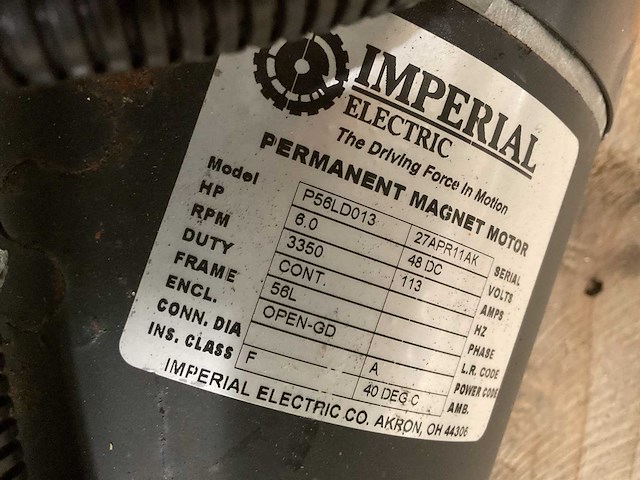 IMPERIAL
ELECTRIC
The Driving Force in Motion
PERMANENT MAGNET MOTOR
Model P56LD013 27APR11AK SERIAL
HP 6.0 48 DC VOLTS
RPM 3350 113 AMPS
DUTY CONT. HZ
FRAME 56L PHASE
ENCL. OPEN-GD L.R. CODE
CONN. DIA A POWER CODE
INS. CLASS F 40 DEG C AMB.
IMPERIAL ELECTRIC CO. AKRON, OH 44306